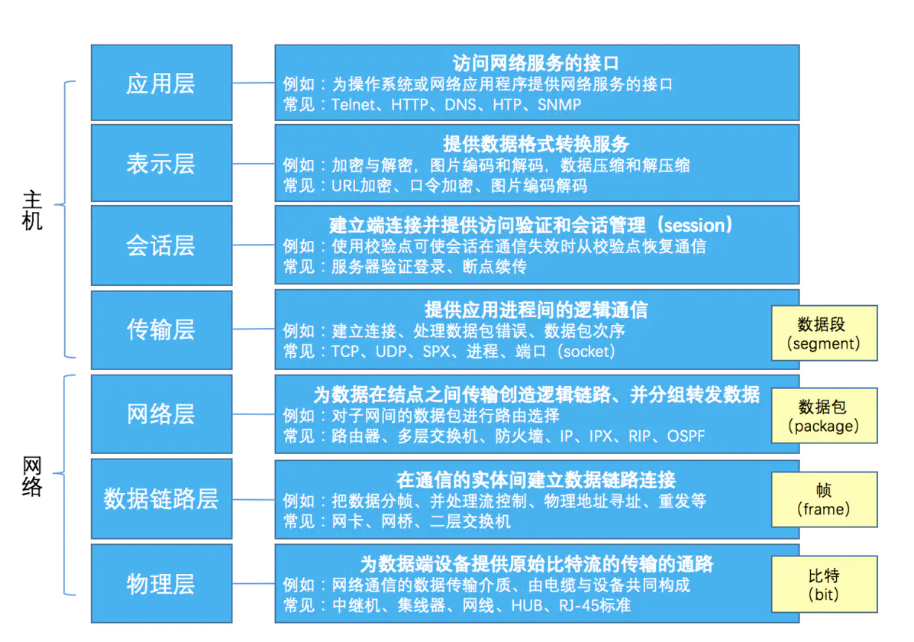 应用层
访问网络服务的接口
例如：为操作系统或网络应用程序提供网络服务的接口
常见：Telnet、HTTP、DNS、HTP、SNMP
表示层
提供数据格式转换服务
例如：加密与解密，图片编码和解码，数据压缩和解压缩
常见：URL加密、口令加密、图片编码解码
主机
会话层
建立端连接并提供访问验证和会话管理（session）
例如：使用校验点可使会话在通信失效时从校验点恢复通信
常见：服务器验证登录、断点续传
传输层
提供应用进程间的逻辑通信
例如：建立连接、处理数据包错误、数据包次序
常见：TCP、UDP、SPX、进程、端口（socket）
数据段
（segment）
网络层
为数据在结点之间传输创造逻辑链路、并分组转发数据
例如：对子网间的数据包进行路由选择
常见：路由器、多层交换机、防火墙、IP、IPX、RIP、OSPF
数据包
（package）
网络
数据链路层
在通信的实体间建立数据链路连接
例如：把数据分帧、并处理流控制、物理地址寻址、重发等
常见：网卡、网桥、二层交换机
帧
（frame）
物理层
为数据端设备提供原始比特流的传输的通路
例如：网络通信的数据传输介质、由电缆与设备共同构成
常见：中继机、集线器、网线、HUB、RJ-45标准
比特
（bit）